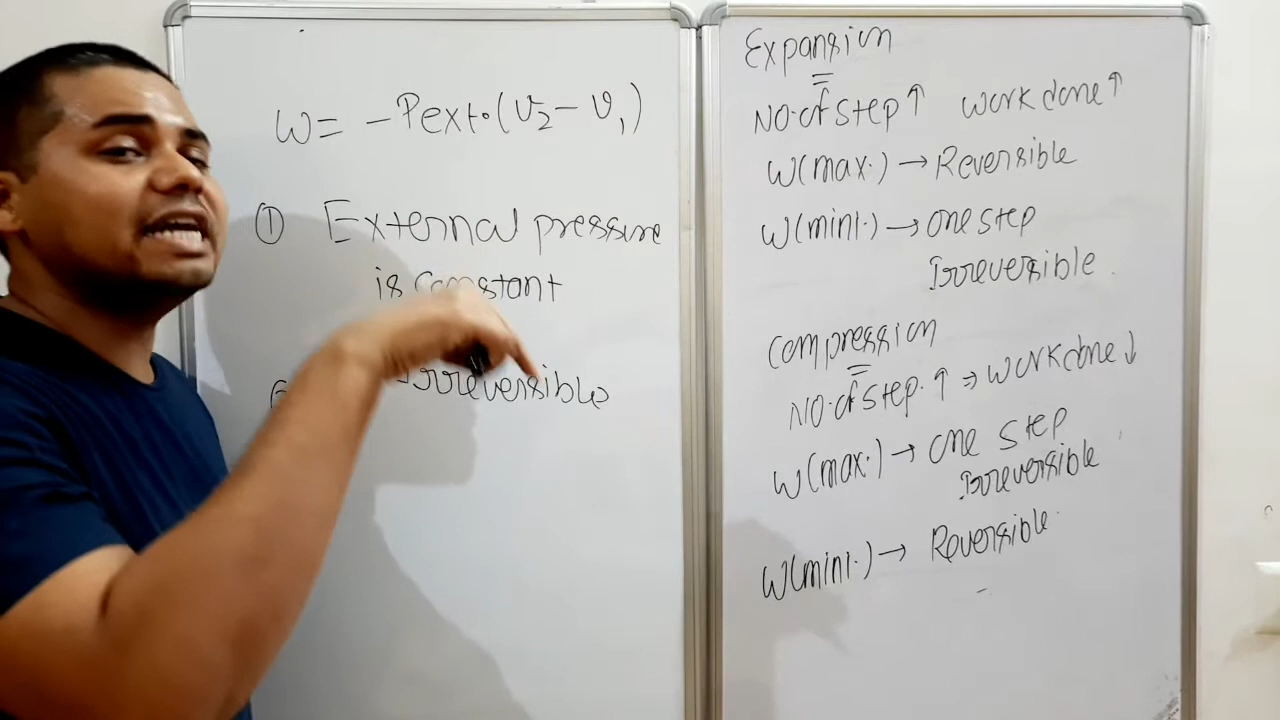 W = -Pext.(V2 - V1)
① External pressure
is constant
Irreversible
Expansion
No. of step ↑ work done ↑
W(max.) → Reversible
W(mini.) → one step
Irreversible
Compression
No. of step. ↑ ⇒ work done ↓
W(max.) → one step
Irreversible
W(mini.) → Reversible